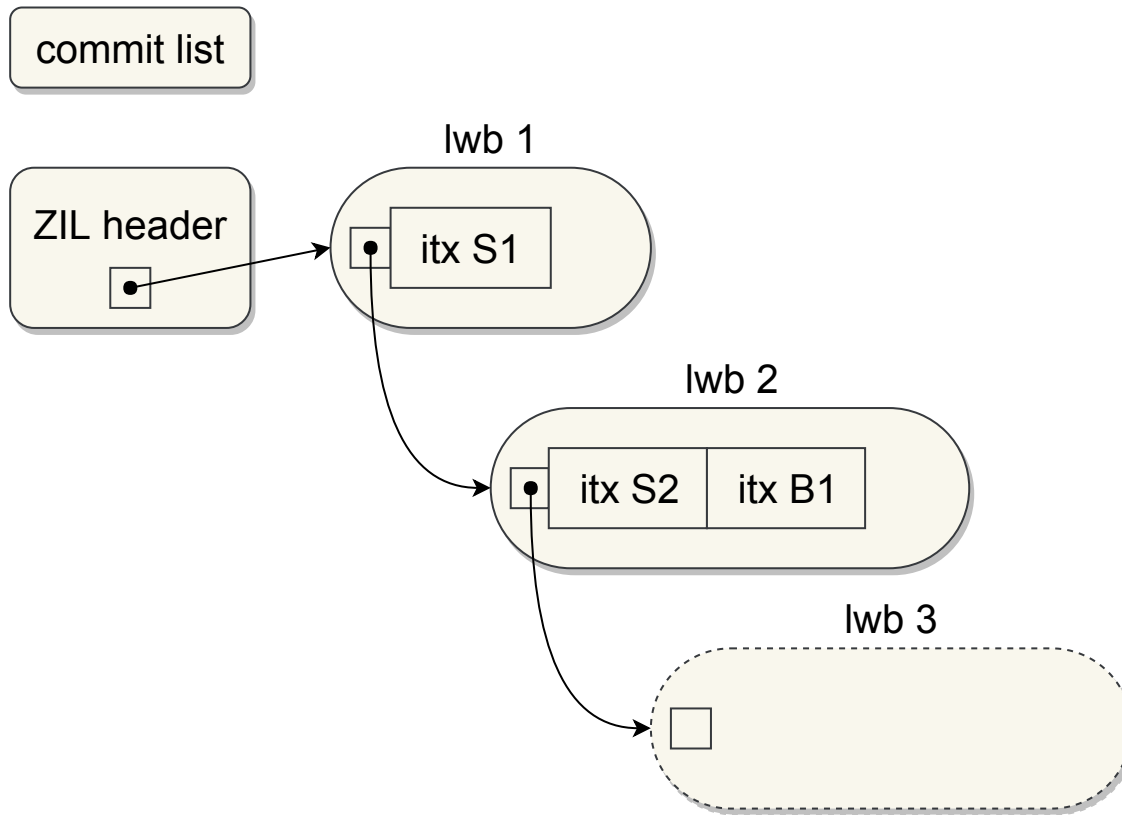 commit list
lwb 1
ZIL header
itx S1
lwb 2
itx S2
itx B1
lwb 3